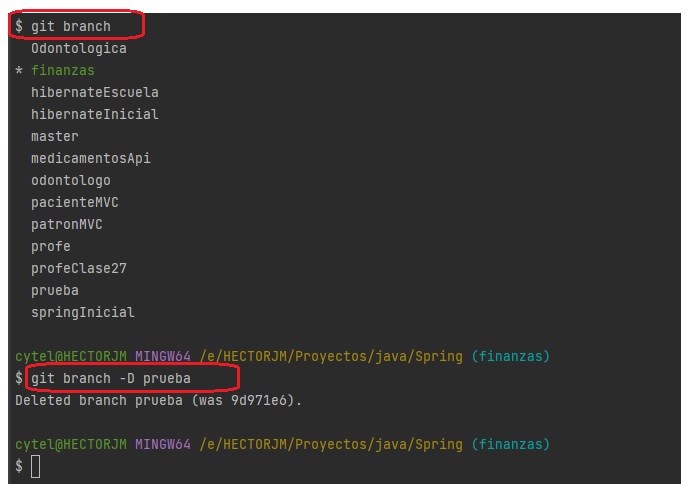 $ git branch
  Odontologica
* finanzas
  hibernateEscuela
  hibernateInicial
  master
  medicamentosApi
  odontologo
  pacienteMVC
  patronMVC
  profe
  profeClase27
  prueba
  springInicial
cytel@HECTORJM MINGW64 /e/HECTORJM/Proyectos/java/Spring (finanzas)
$ git branch -D prueba
Deleted branch prueba (was 9d971e6).
cytel@HECTORJM MINGW64 /e/HECTORJM/Proyectos/java/Spring (finanzas)
$